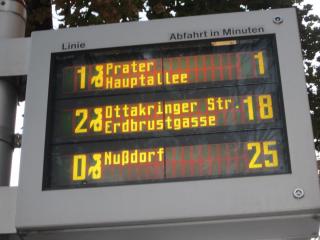 Linie Abfahrt in Minuten
1 Prater 1
Hauptallee
2 Ottakringer Str. 18
Erdbrustgasse
D Nußdorf 25